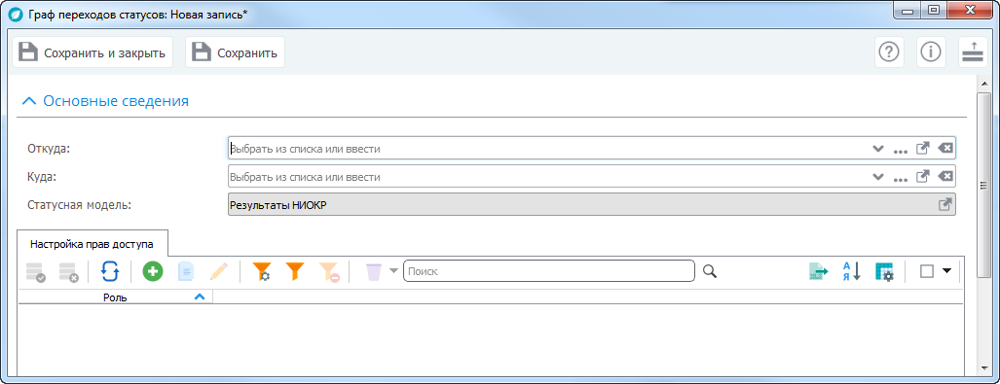 Граф переходов статусов: Новая запись*
Сохранить и закрыть
Сохранить
Основные сведения
Откуда:
Выбрать из списка или ввести
Куда:
Выбрать из списка или ввести
Статусная модель:
Результаты НИОКР
Настройка прав доступа
Поиск
А
Я
Роль